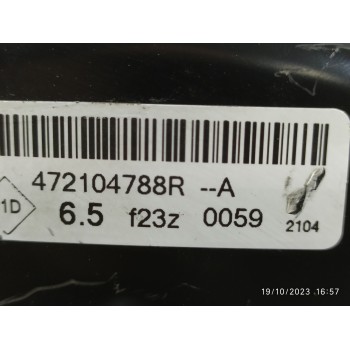 472104788R --A
1D 6.5 f23z 0059
2104
19/10/2023 16:57